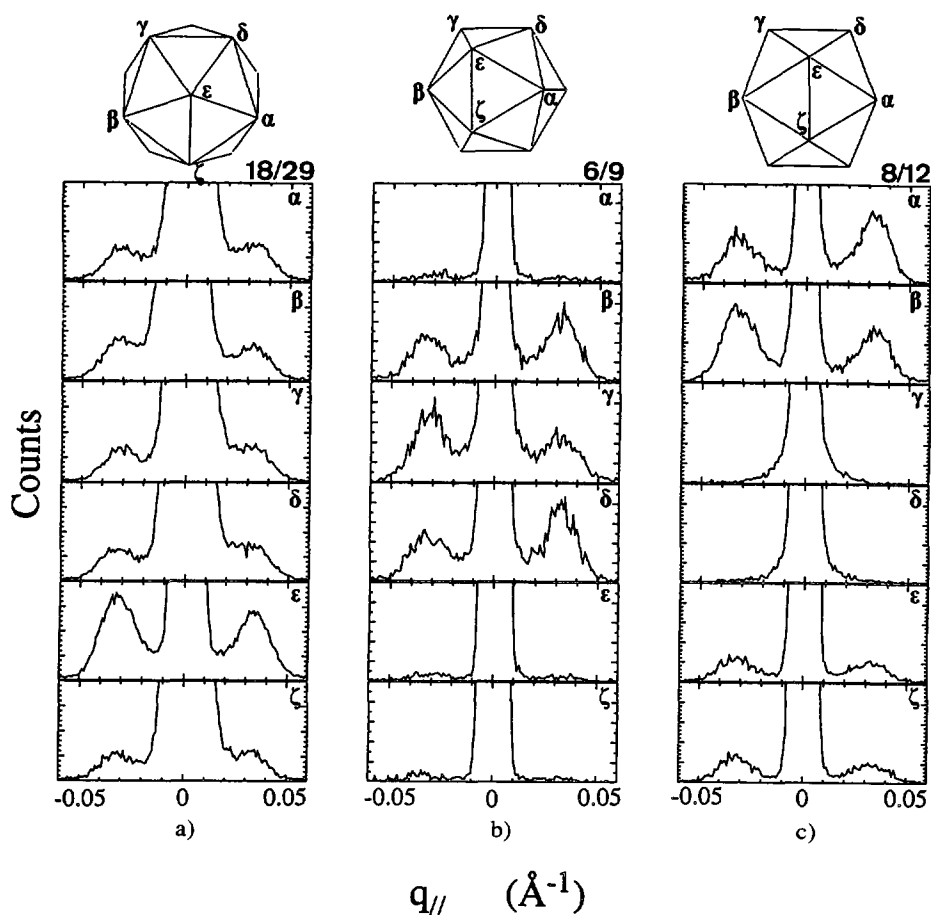 γ δ
ε
β α
ζ
18/29
γ δ
ε
β α
ζ
6/9
γ δ
ε
β α
ζ
8/12
α
β
γ
δ
ε
ζ
α
β
γ
δ
ε
ζ
α
β
γ
δ
ε
ζ
Counts
-0.05 0 0.05
-0.05 0 0.05
-0.05 0 0.05
a) b) c)
q// (Å-1)